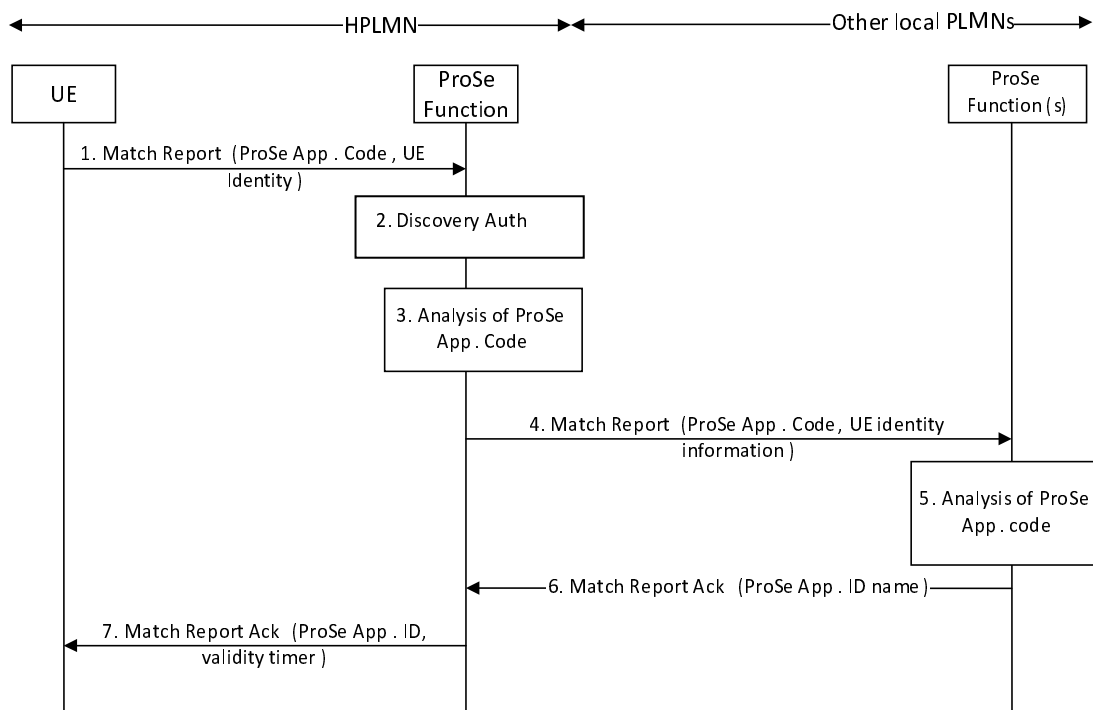 HPLMN
Other local PLMNs
UE
ProSe
Function
ProSe
Function (s)
1. Match Report (ProSe App . Code , UE
Identity )
2. Discovery Auth
3. Analysis of ProSe
App . Code
4. Match Report (ProSe App . Code, UE identity
information )
5. Analysis of ProSe
App . code
6. Match Report Ack (ProSe App . ID name )
7. Match Report Ack (ProSe App . ID,
validity timer )